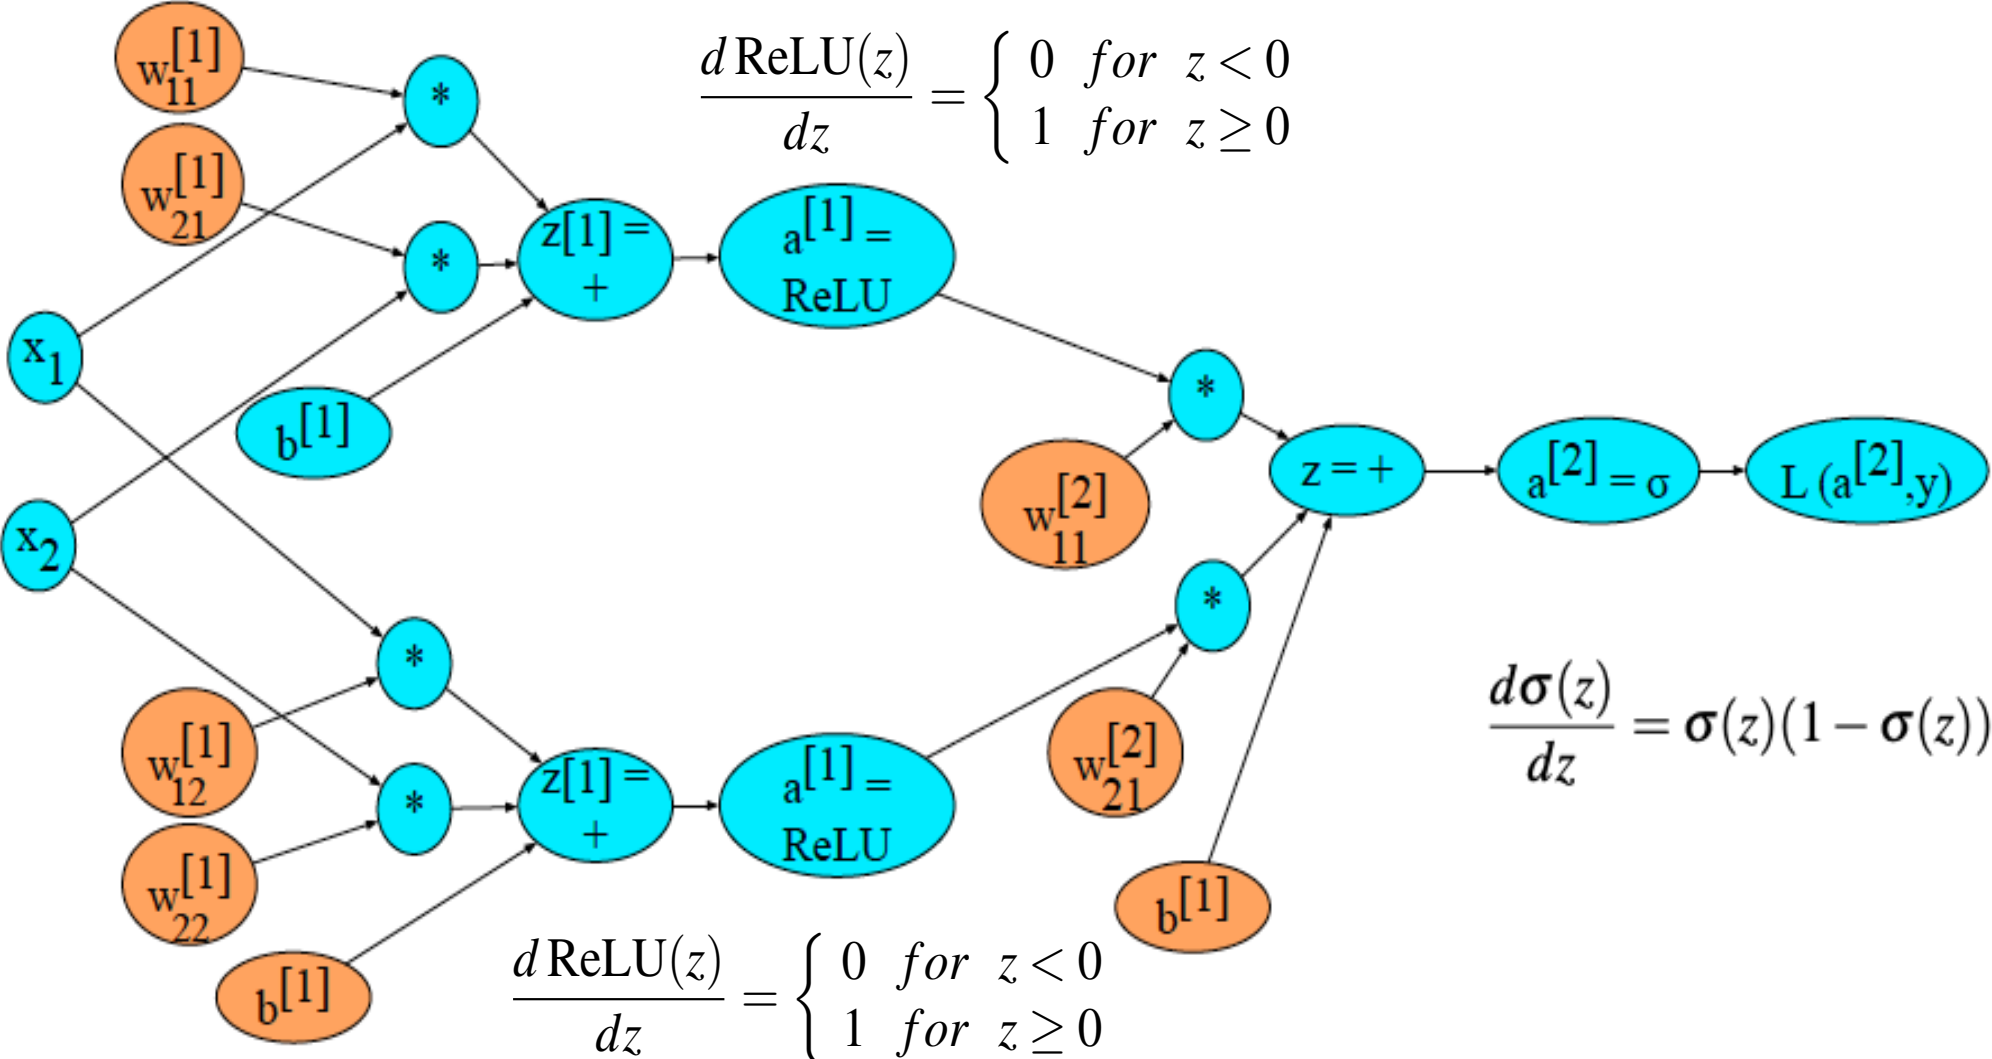 w[1]
11
w[1]
21
*
*
x1
x2
b[1]
z[1] =
+
a[1] =
ReLU
d ReLU(z)
dz
=
{ 0 for z < 0
1 for z ≥ 0
*
w[2]
11
z = +
a[2] = σ
L (a[2],y)
*
w[2]
21
b[1]
dσ(z)
dz
= σ(z)(1 − σ(z))
*
*
w[1]
12
w[1]
22
b[1]
z[1] =
+
a[1] =
ReLU
d ReLU(z)
dz
=
{ 0 for z < 0
1 for z ≥ 0